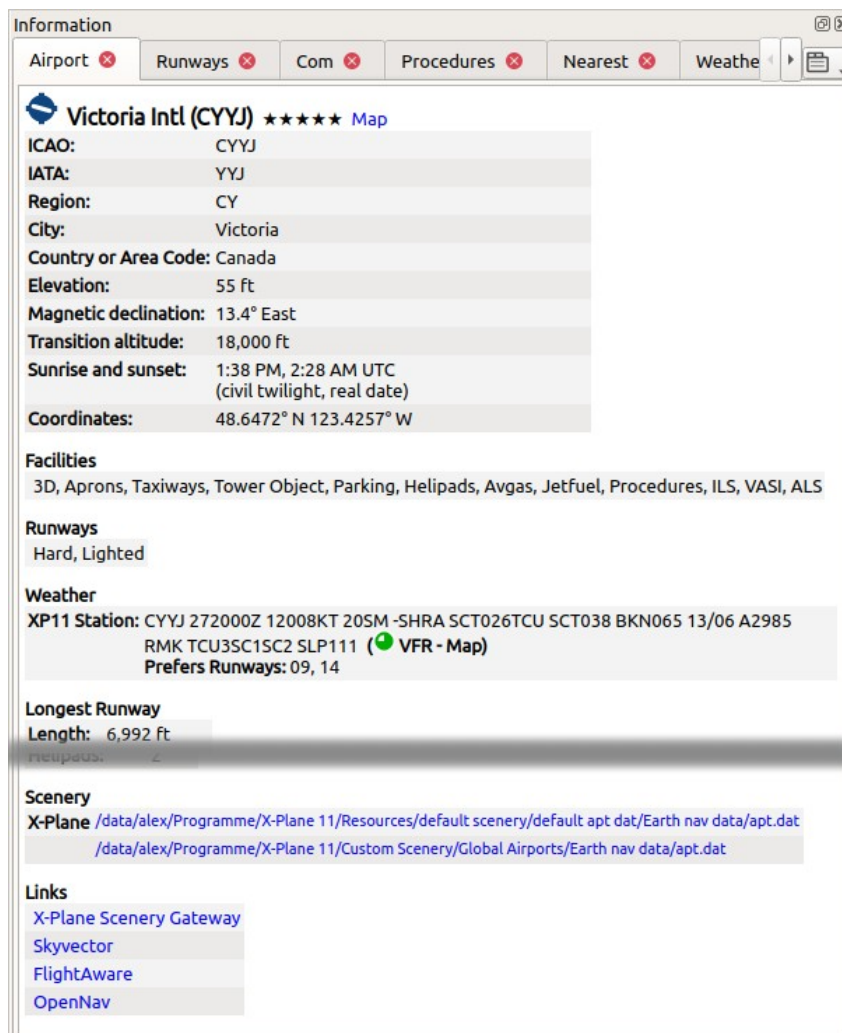 Information
Airport Runways Com Procedures Nearest Weathe
Victoria Intl (CYYJ) ★★★★★ Map
ICAO: CYYJ
IATA: YYJ
Region: CY
City: Victoria
Country or Area Code: Canada
Elevation: 55 ft
Magnetic declination: 13.4° East
Transition altitude: 18,000 ft
Sunrise and sunset: 1:38 PM, 2:28 AM UTC
(civil twilight, real date)
Coordinates: 48.6472° N 123.4257° W
Facilities
3D, Aprons, Taxiways, Tower Object, Parking, Helipads, Avgas, Jetfuel, Procedures, ILS, VASI, ALS
Runways
Hard, Lighted
Weather
XP11 Station: CYYJ 272000Z 12008KT 20SM -SHRA SCT026TCU SCT038 BKN065 13/06 A2985
RMK TCU3SC1SC2 SLP111 ( VFR - Map)
Prefers Runways: 09, 14
Longest Runway
Length: 6,992 ft
Helipads: 2
Scenery
X-Plane /data/alex/Programme/X-Plane 11/Resources/default scenery/default apt dat/Earth nav data/apt.dat
/data/alex/Programme/X-Plane 11/Custom Scenery/Global Airports/Earth nav data/apt.dat
Links
X-Plane Scenery Gateway
Skyvector
FlightAware
OpenNav